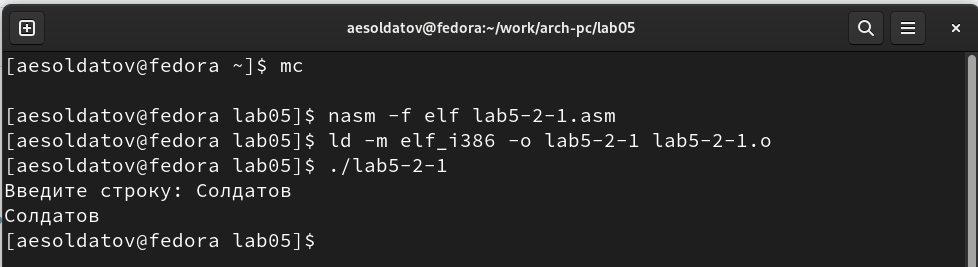 aesoldatov@fedora:~/work/arch-pc/lab05
[aesoldatov@fedora ~]$ mc
[aesoldatov@fedora lab05]$ nasm -f elf lab5-2-1.asm
[aesoldatov@fedora lab05]$ ld -m elf_i386 -o lab5-2-1 lab5-2-1.o
[aesoldatov@fedora lab05]$ ./lab5-2-1
Введите строку: Солдатов
Солдатов
[aesoldatov@fedora lab05]$